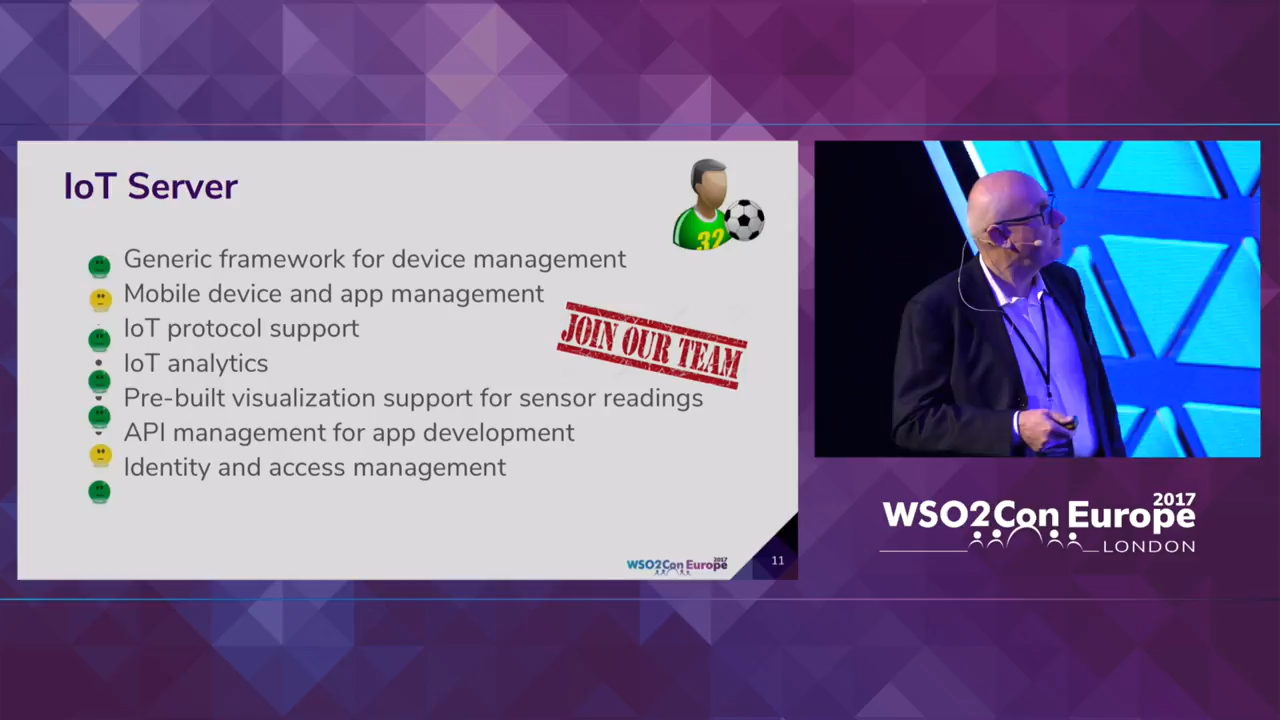 IoT Server
32
Generic framework for device management
Mobile device and app management
IoT protocol support
JOIN OUR TEAM
IoT analytics
Pre-built visualization support for sensor readings
API management for app development
Identity and access management
WSO2Con Europe 2017
11
WSO2Con Europe 2017
LONDON